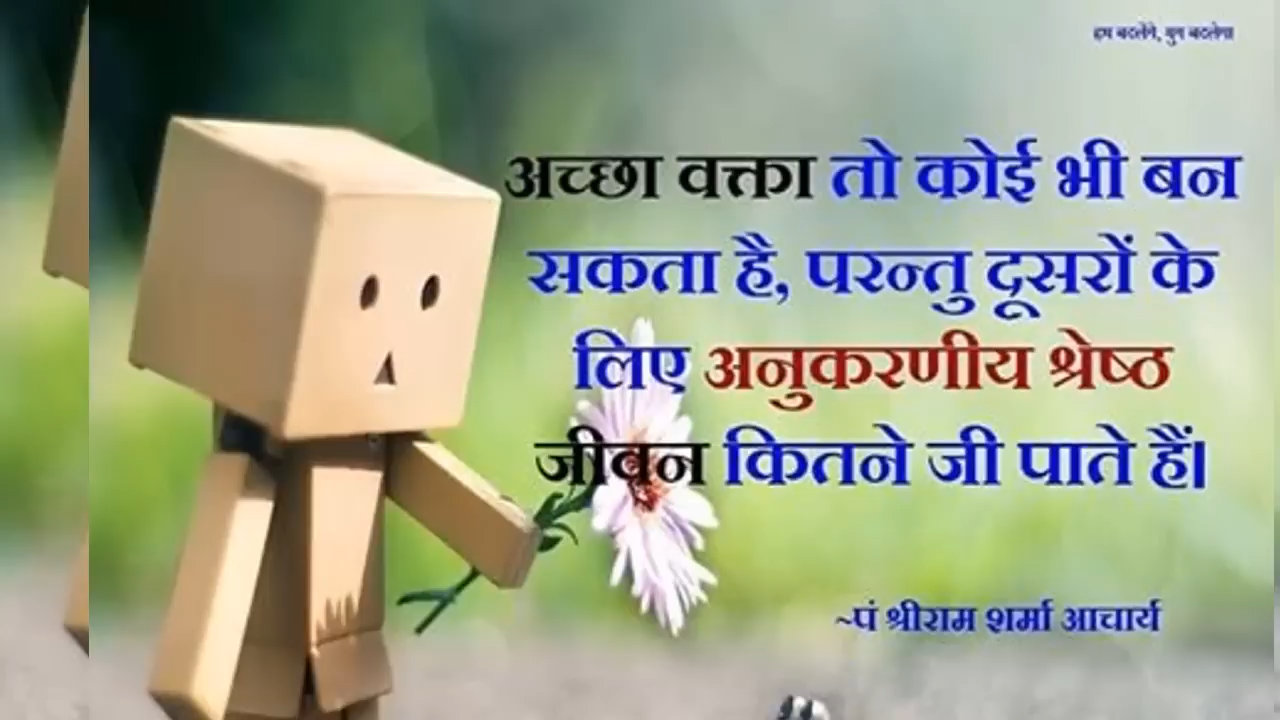 हम बदलेंगे, युग बदलेगा
अच्छा वक्ता तो कोई भी बन
सकता है, परन्तु दूसरों के
लिए अनुकरणीय श्रेष्ठ
जीवन कितने जी पाते हैं।
~पं श्रीराम शर्मा आचार्य